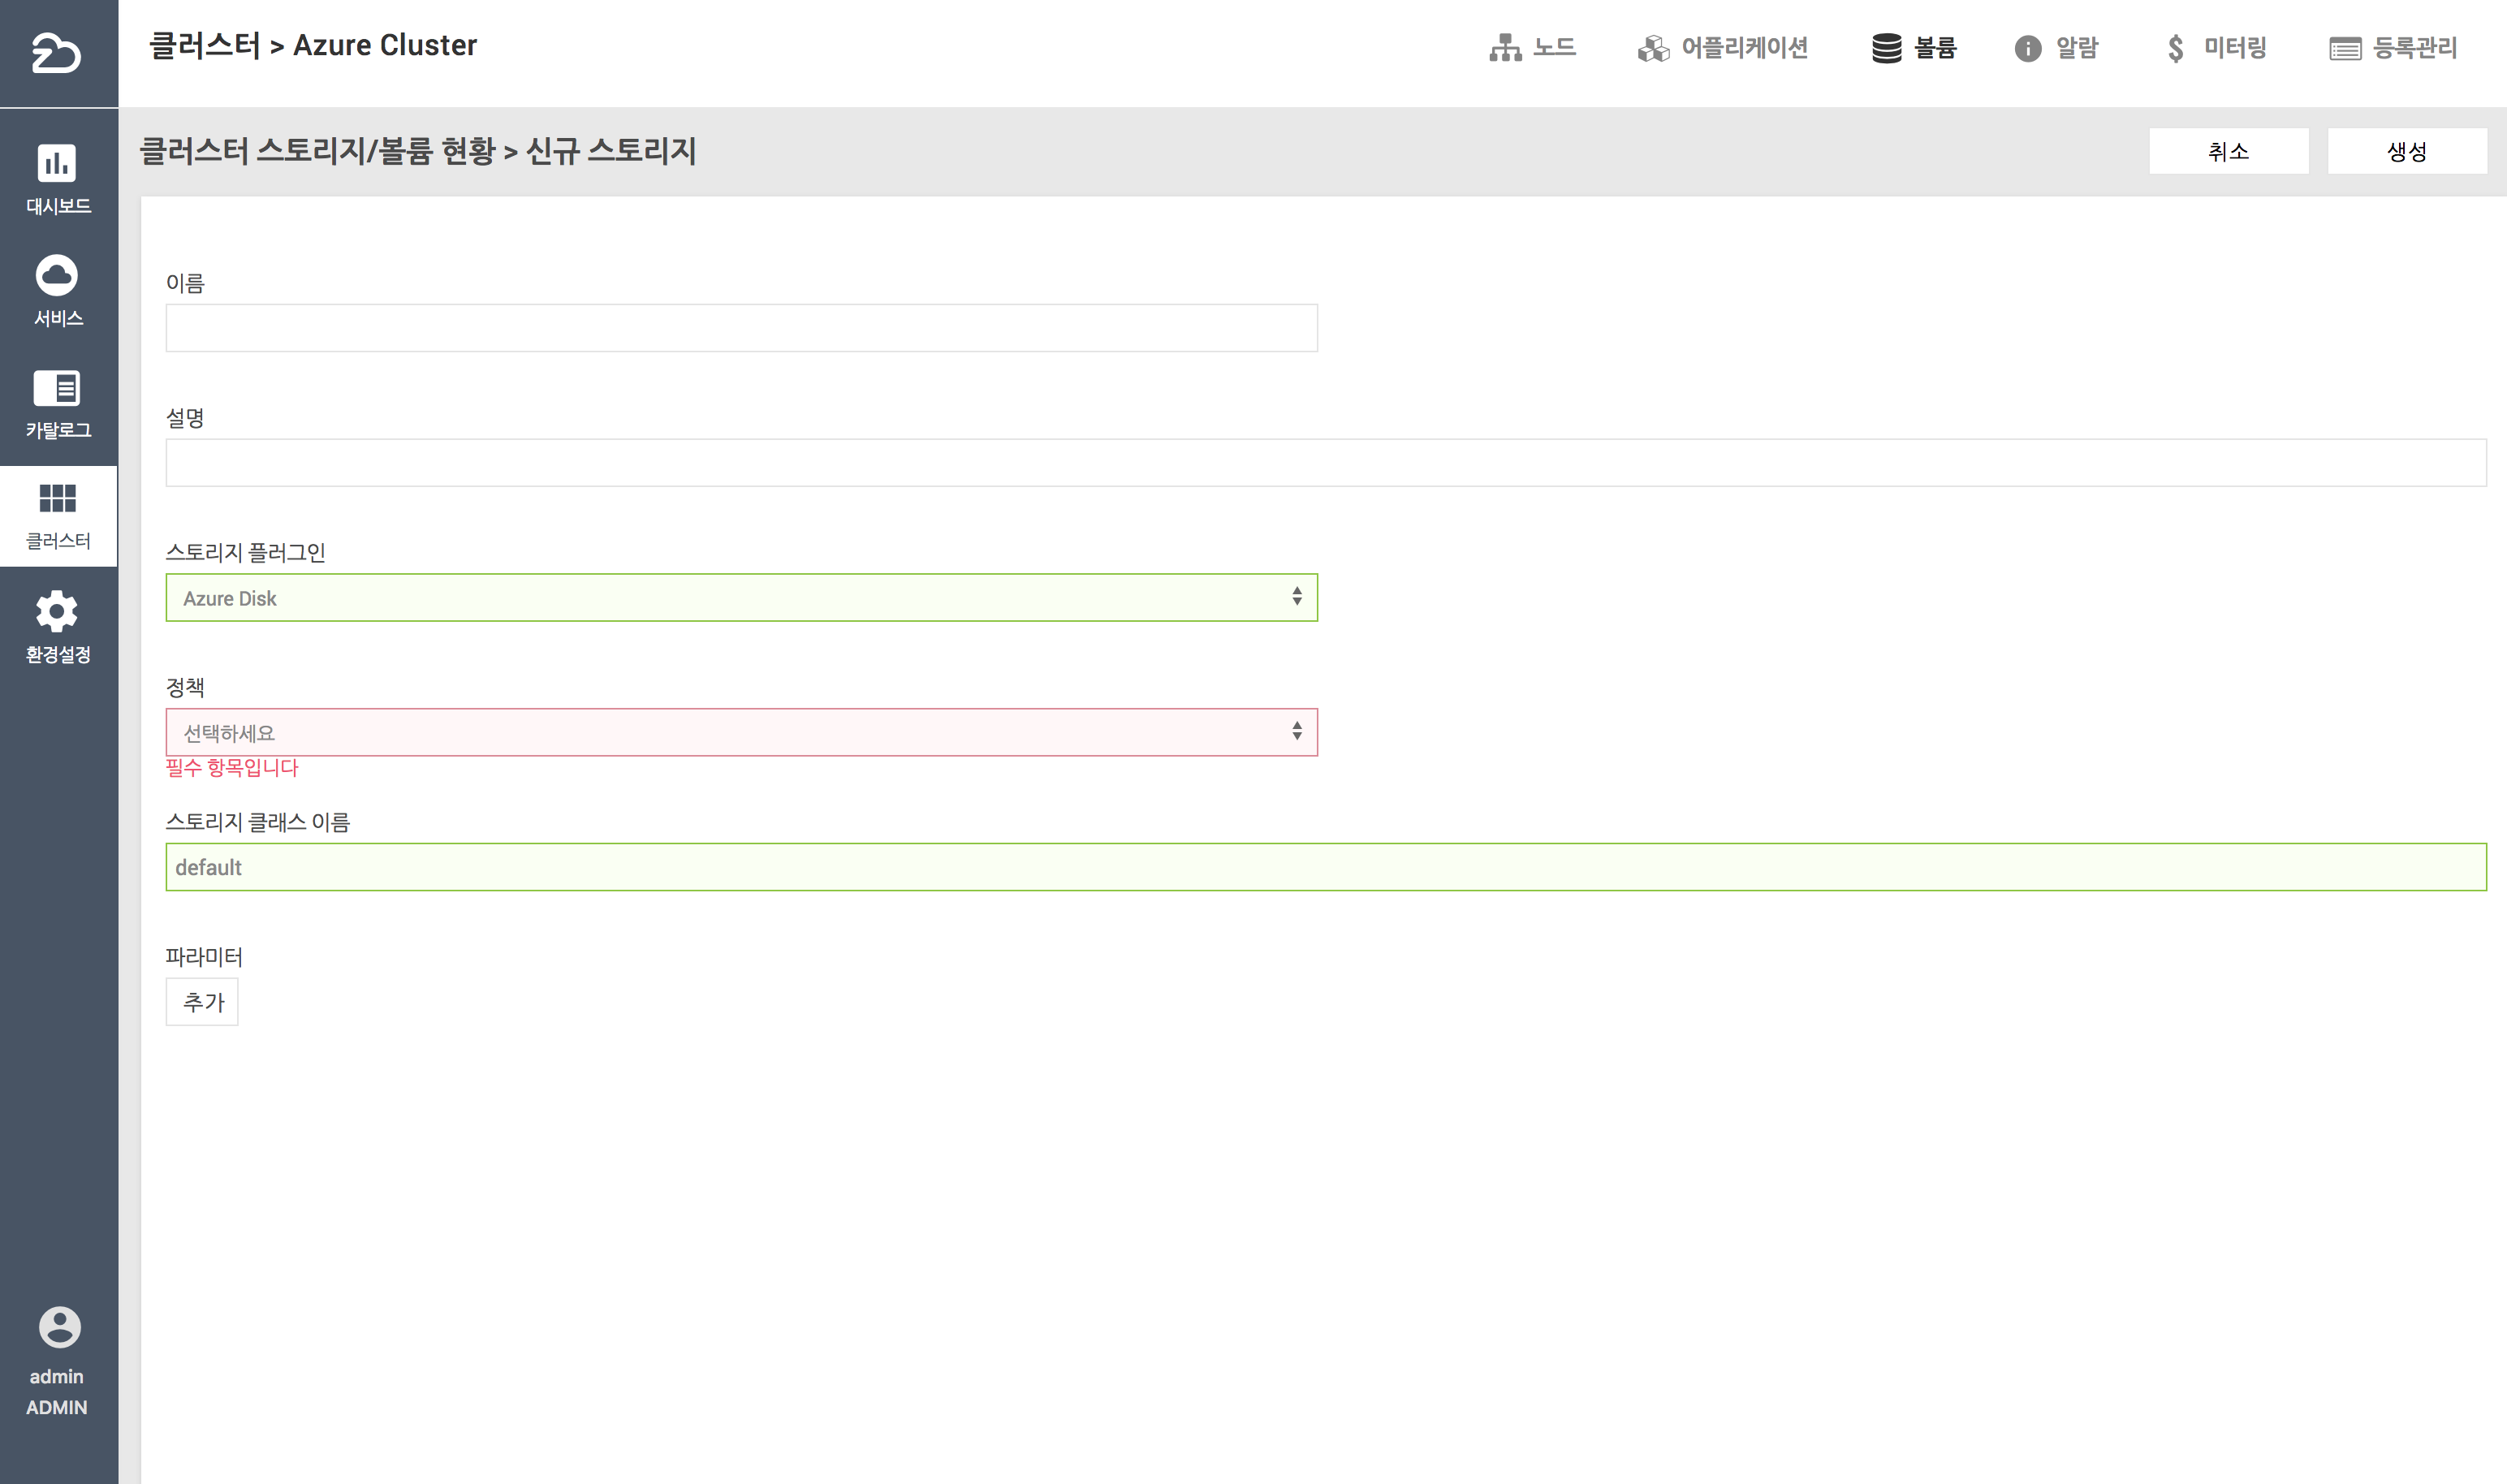 클러스터 > Azure Cluster
노드
어플리케이션
볼륨
알람
미터링
등록관리
클러스터 스토리지/볼륨 현황 > 신규 스토리지
취소
생성
대시보드
서비스
카탈로그
클러스터
환경설정
admin
ADMIN
이름
설명
스토리지 플러그인
Azure Disk
정책
선택하세요
필수 항목입니다
스토리지 클래스 이름
default
파라미터
추가